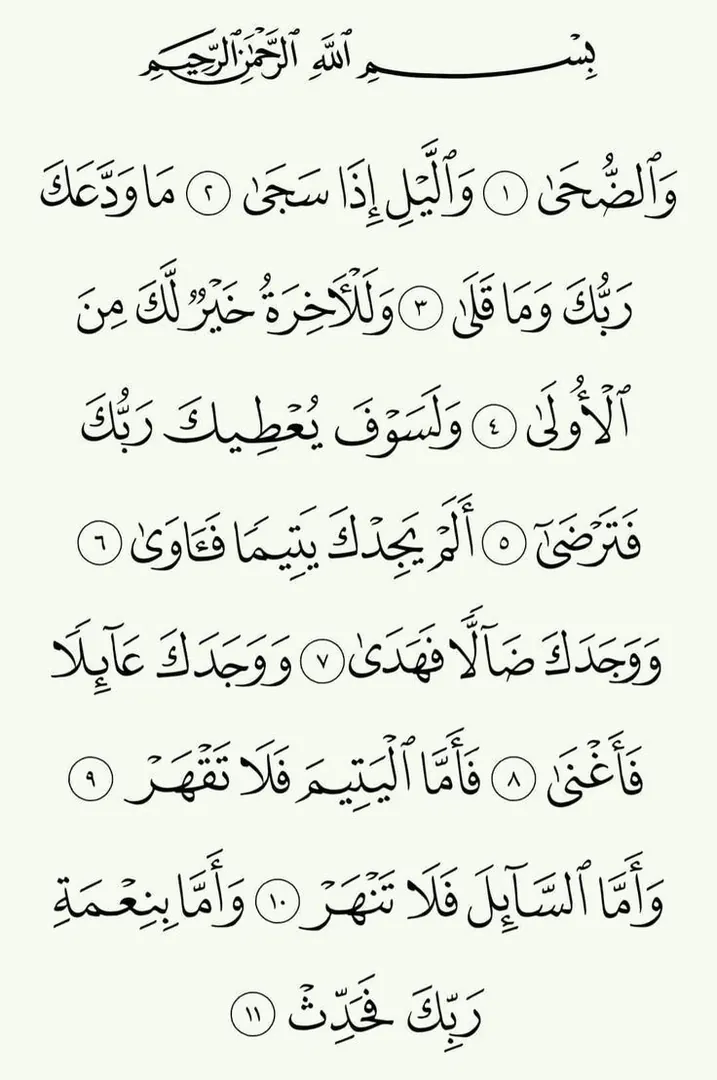 بِسْمِ ٱللَّهِ ٱلرَّحْمَٰنِ ٱلرَّحِيمِ
وَٱلضُّحَىٰ ١ وَٱلَّيْلِ إِذَا سَجَىٰ ٢ مَا وَدَّعَكَ
رَبُّكَ وَمَا قَلَىٰ ٣ وَلَلْأَخِرَةُ خَيْرٌ لَّكَ مِنَ
ٱلْأُولَىٰ ٤ وَلَسَوْفَ يُعْطِيكَ رَبُّكَ
فَتَرْضَىٰٓ ٥ أَلَمْ يَجِدْكَ يَتِيمًا فَـَٔاوَىٰ ٦
وَوَجَدَكَ ضَآلًّا فَهَدَىٰ ٧ وَوَجَدَكَ عَآئِلًا
فَأَغْنَىٰ ٨ فَأَمَّا ٱلْيَتِيمَ فَلَا تَقْهَرْ ٩
وَأَمَّا ٱلسَّآئِلَ فَلَا تَنْهَرْ ١٠ وَأَمَّا بِنِعْمَةِ
رَبِّكَ فَحَدِّثْ ١١